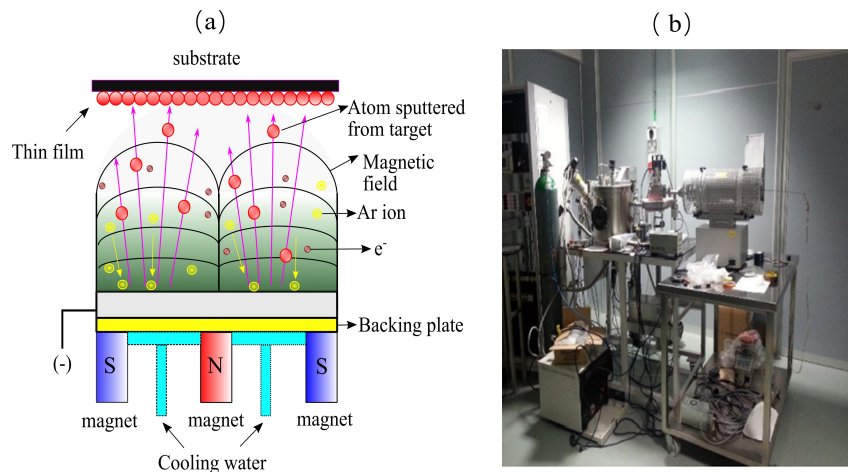 (a)
( b)
substrate
Atom sputtered
from target
Thin film
Magnetic
field
Ar ion
e-
Backing plate
(-)
S
N
S
magnet
magnet
magnet
Cooling water